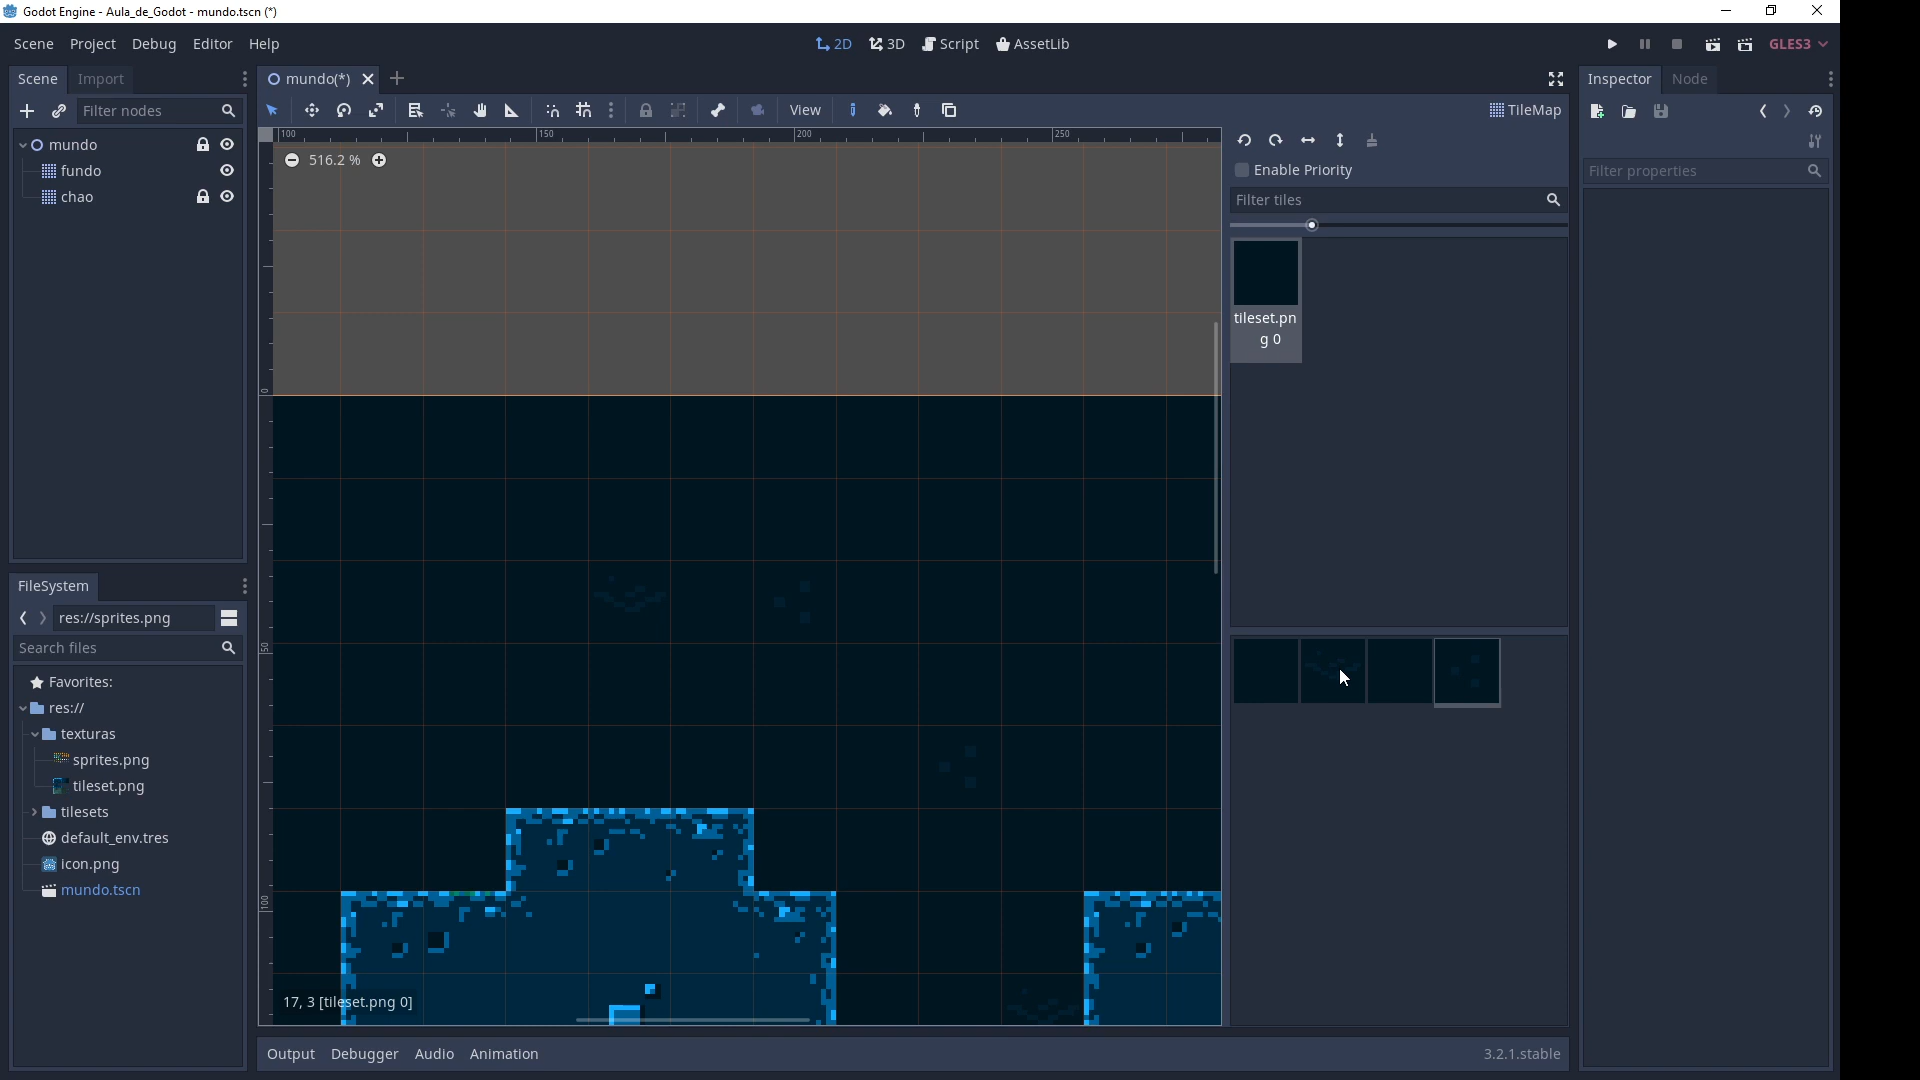 Godot Engine - Aula_de_Godot - mundo.tscn (*)
Scene Project Debug Editor Help
2D 3D Script AssetLib
GLES3
Scene Import
mundo(*)
Inspector Node
Filter nodes
View
TileMap
100 150 200 250
mundo
fundo
chao
516.2 %
Enable Priority
Filter tiles
Filter properties
tileset.pn
g 0
0
50
100
FileSystem
res://sprites.png
Search files
Favorites:
res://
texturas
sprites.png
tileset.png
tilesets
default_env.tres
icon.png
mundo.tscn
17, 3 [tileset.png 0]
Output Debugger Audio Animation
3.2.1.stable